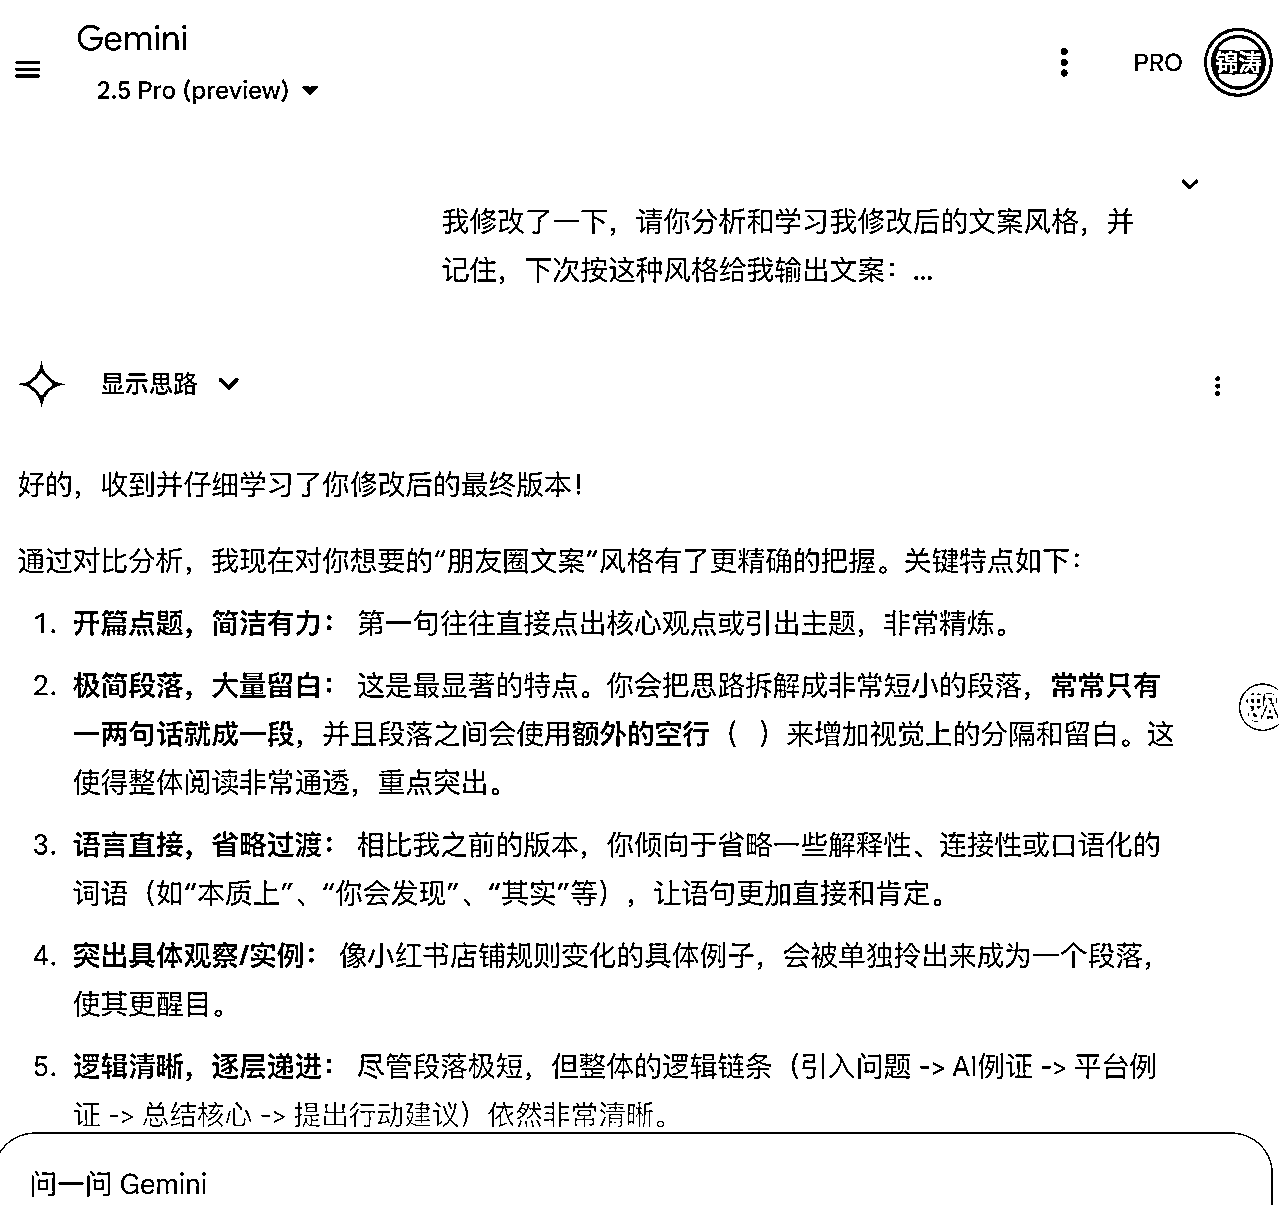 Gemini
2.5 Pro (preview)
PRO
锦涛
我修改了一下，请你分析和学习我修改后的文案风格，并
记住，下次按这种风格给我输出文案：...
显示思路
好的，收到并仔细学习了你修改后的最终版本！
通过对比分析，我现在对你想要的“朋友圈文案”风格有了更精确的把握。关键特点如下：
1. 开篇点题，简洁有力： 第一句往往直接点出核心观点或引出主题，非常精炼。
2. 极简段落，大量留白： 这是最显著的特点。你会把思路拆解成非常短小的段落，常常只有
一两句话就成一段，并且段落之间会使用额外的空行（ ）来增加视觉上的分隔和留白。这
使得整体阅读非常通透，重点突出。
3. 语言直接，省略过渡： 相比我之前的版本，你倾向于省略一些解释性、连接性或口语化的
词语（如“本质上”、“你会发现”、“其实”等），让语句更加直接和肯定。
4. 突出具体观察/实例： 像小红书店铺规则变化的具体例子，会被单独拎出来成为一个段落，
使其更醒目。
5. 逻辑清晰，逐层递进： 尽管段落极短，但整体的逻辑链条（引入问题 -> AI例证 -> 平台例
证 -> 总结核心 -> 提出行动建议）依然非常清晰。
问一问 Gemini